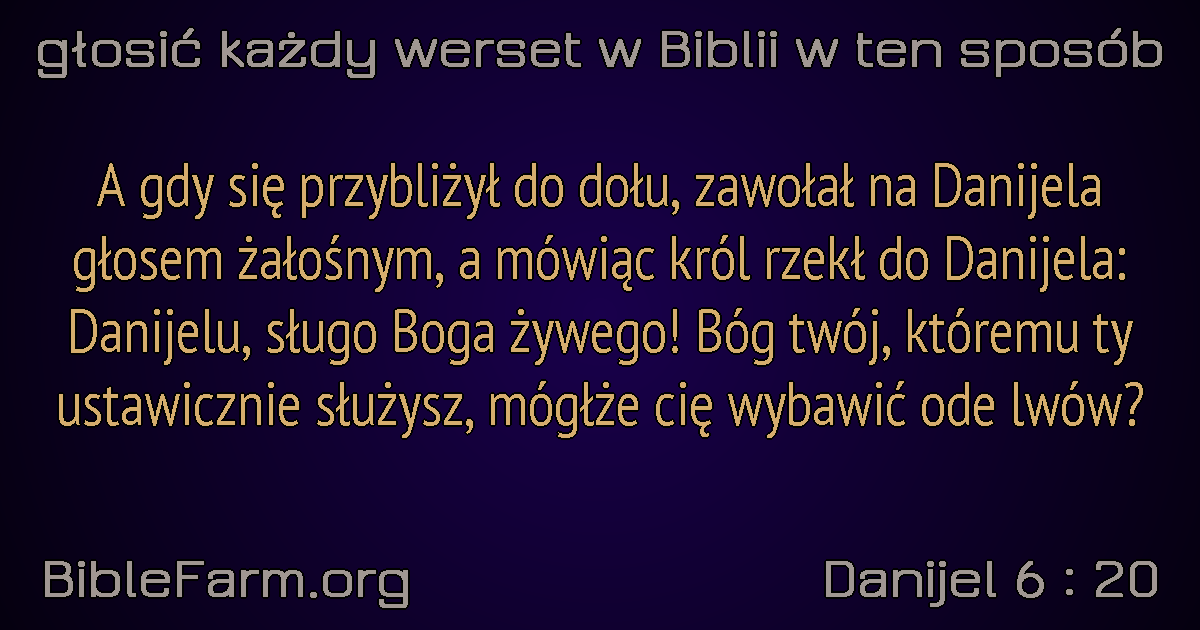 głosić każdy werset w Biblii w ten sposób
A gdy się przybliżył do dołu, zawołał na Danijela
głosem żałośnym, a mówiąc król rzekł do Danijela:
Danijelu, sługo Boga żywego! Bóg twój, któremu ty
ustawicznie służysz, mógłże cię wybawić ode lwów?
BibleFarm.org
Danijel 6 : 20